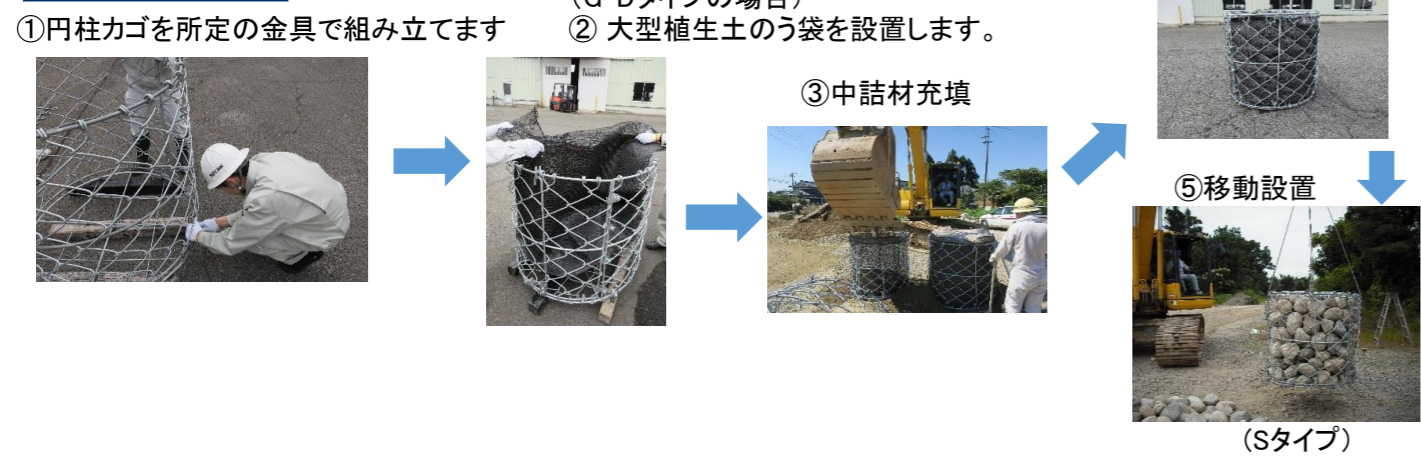 ①円柱カゴを所定の金具で組み立てます
② 大型植生土のう袋を設置します。
③中詰材充填
⑤移動設置
(Sタイプ)